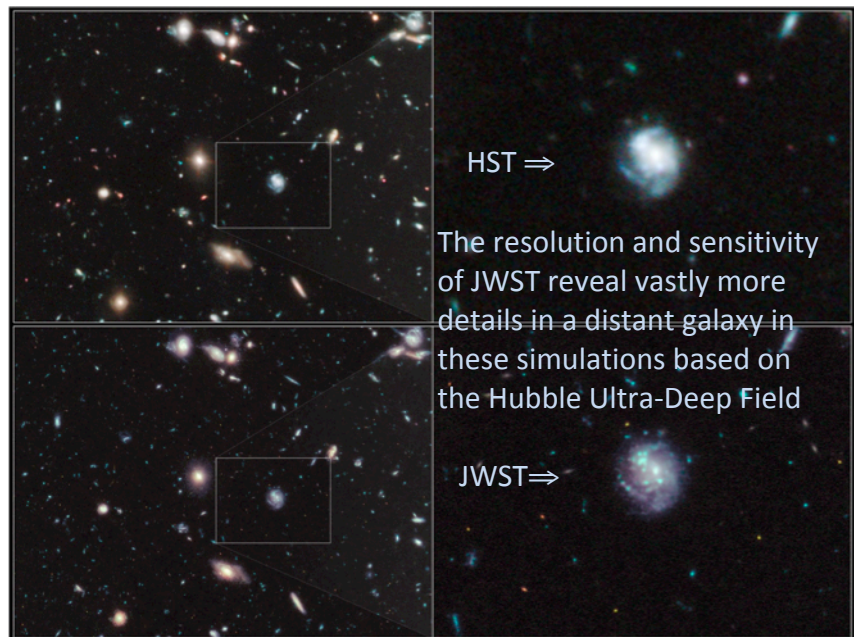 HST ⇒
The resolution and sensitivity
of JWST reveal vastly more
details in a distant galaxy in
these simulations based on
the Hubble Ultra-Deep Field
JWST⇒